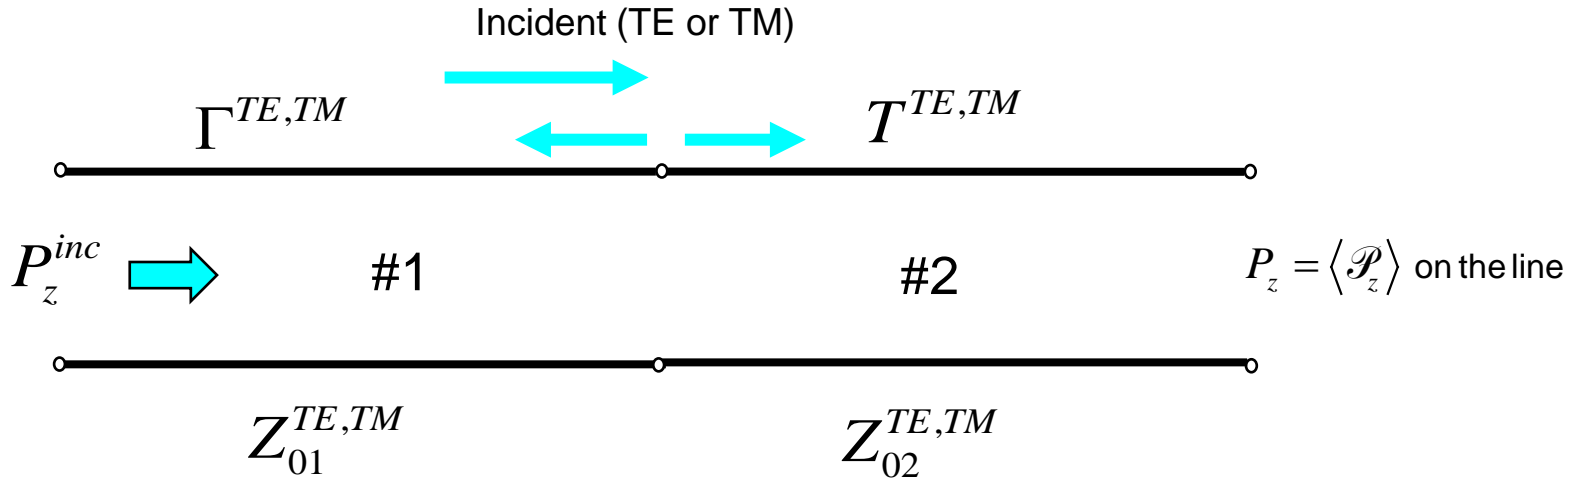 Incident (TE or TM)
Γ^{TE,TM}
T^{TE,TM}
P_z^{inc}
#1
#2
P_z = ⟨𝒫_z⟩ on the line
Z_{01}^{TE,TM}
Z_{02}^{TE,TM}